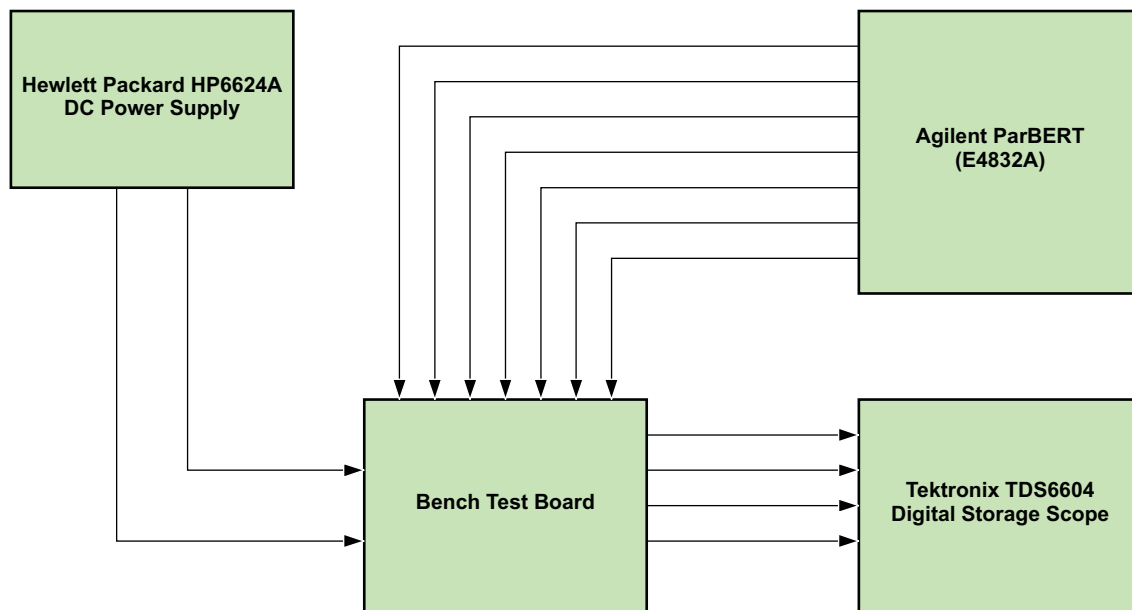 Hewlett Packard HP6624A
DC Power Supply
Agilent ParBERT
(E4832A)
Bench Test Board
Tektronix TDS6604
Digital Storage Scope